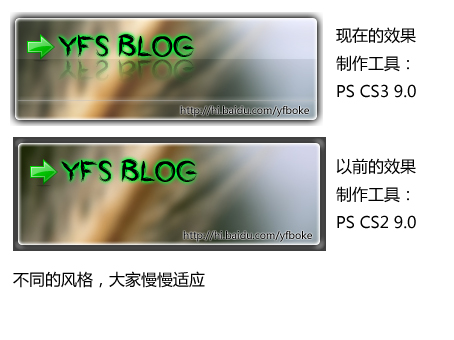 YFS BLOG
http://hi.baidu.com/yfboke
现在的效果
制作工具：
PS CS3 9.0
YFS BLOG
http://hi.baidu.com/yfboke
以前的效果
制作工具：
PS CS2 9.0
不同的风格，大家慢慢适应